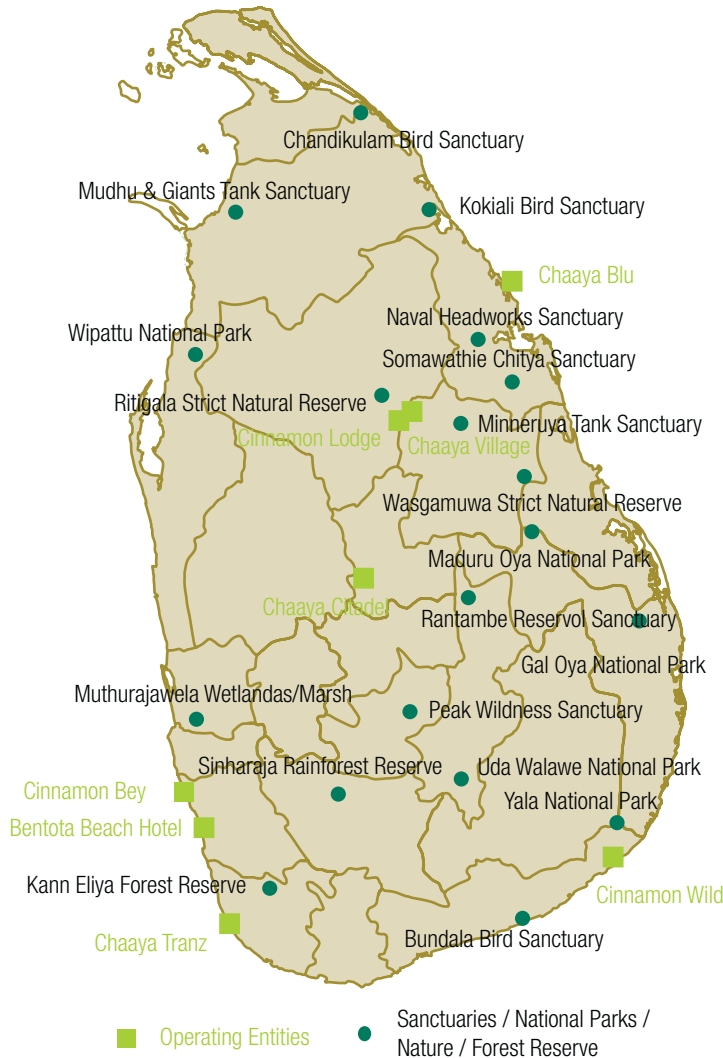 Chandikulam Bird Sanctuary
Mudhu & Giants Tank Sanctuary
Kokiali Bird Sanctuary
Chaaya Blu
Naval Headworks Sanctuary
Wipattu National Park
Somawathie Chitya Sanctuary
Ritigala Strict Natural Reserve
Minneruya Tank Sanctuary
Cinnamon Lodge
Chaaya Village
Wasgamuwa Strict Natural Reserve
Maduru Oya National Park
Chaaya Citadel
Rantambe Reservol Sanctuary
Gal Oya National Park
Muthurajawela Wetlandas/Marsh
Peak Wildness Sanctuary
Sinharaja Rainforest Reserve
Uda Walawe National Park
Cinnamon Bey
Yala National Park
Bentota Beach Hotel
Kann Eliya Forest Reserve
Cinnamon Wild
Chaaya Tranz
Bundala Bird Sanctuary
Operating Entities
Sanctuaries / National Parks /
Nature / Forest Reserve